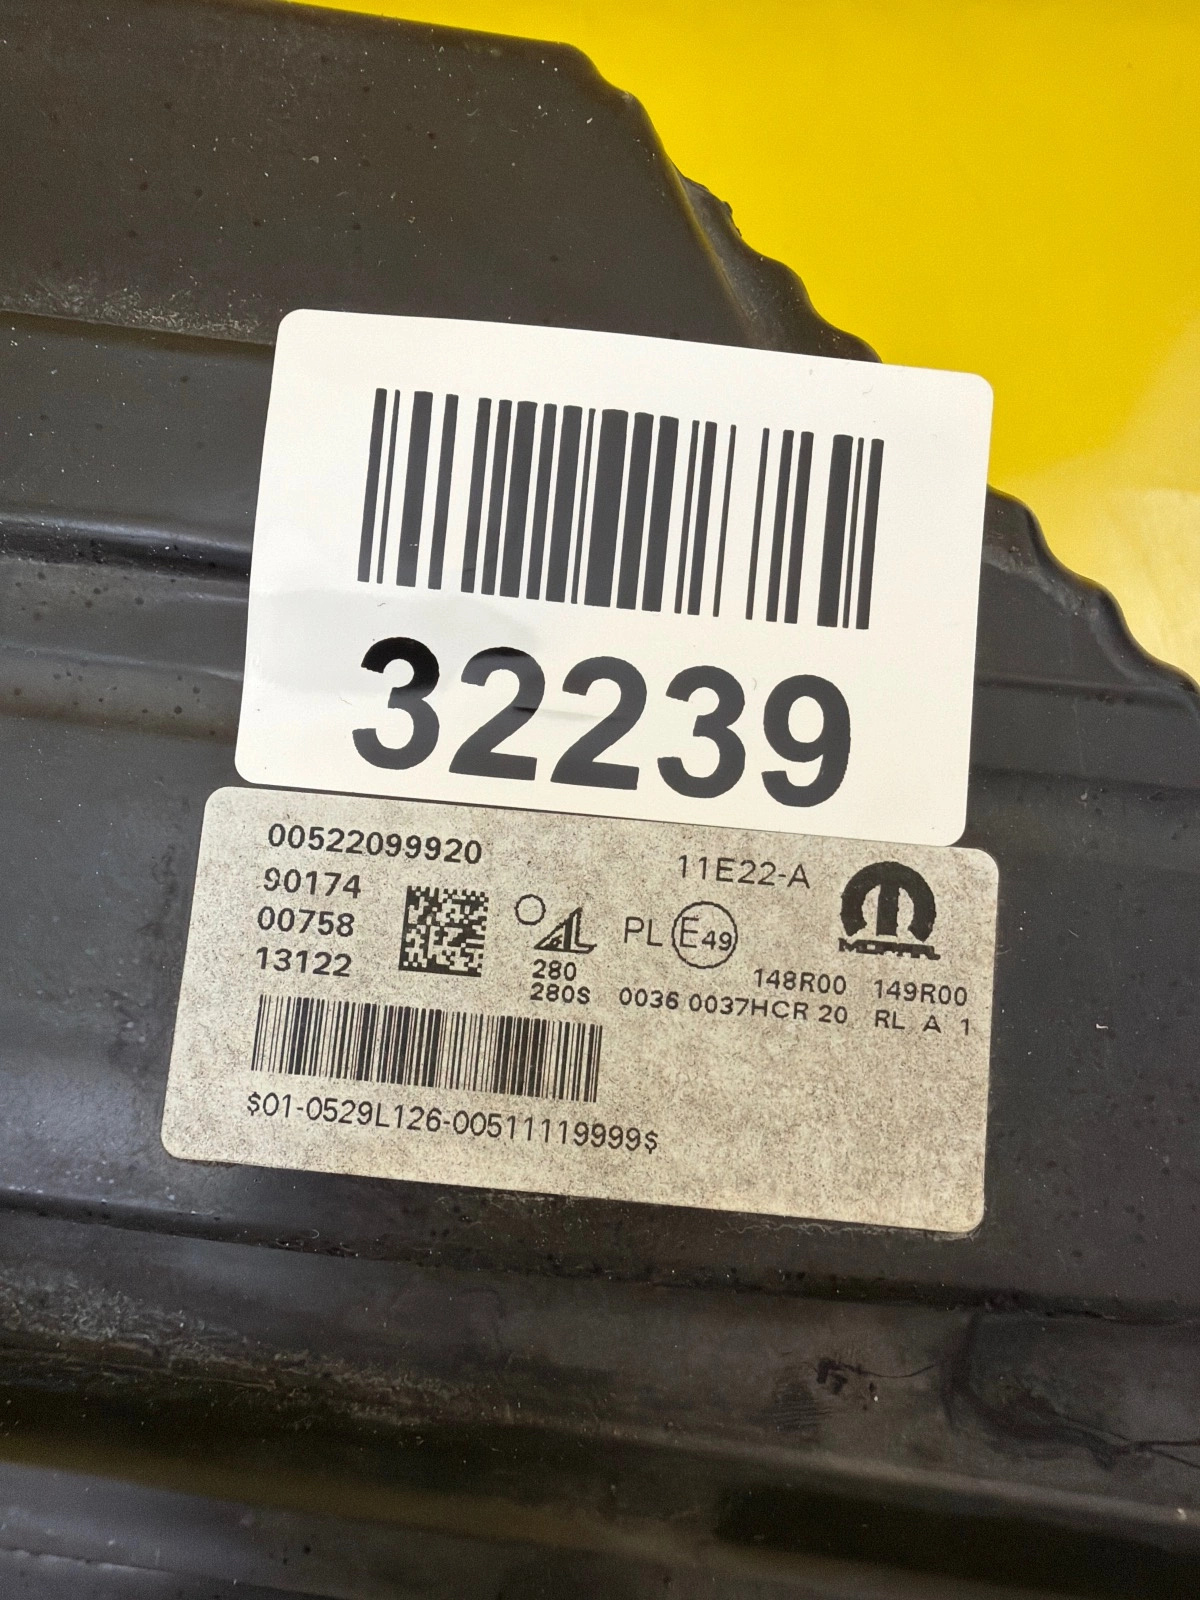 32239
00522099920
90174
00758
13122
11E22-A
PL E49
MOPAR
280
280S
148R00 149R00
0036 0037HCR 20 RL A 1
$01-0529L126-00511119999$